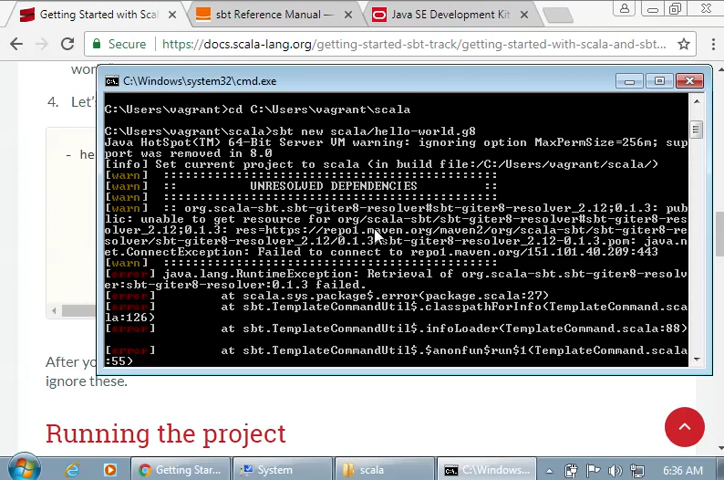 Getting Started with Scala
sbt Reference Manual —
Java SE Development Kit
Secure
https://docs.scala-lang.org/getting-started-sbt-track/getting-started-with-scala-and-sbt...
worl
4. Let's
- he
C:\Windows\system32\cmd.exe
C:\Users\vagrant>cd C:\Users\vagrant\scala
C:\Users\vagrant\scala>sbt new scala/hello-world.g8
Java HotSpot(TM) 64-Bit Server VM warning: ignoring option MaxPermSize=256m; sup
port was removed in 8.0
[info] Set current project to scala (in build file:/C:/Users/vagrant/scala/)
[warn] ::::::::::::::::::::::::::::::::::::::::::::::
[warn] :: UNRESOLVED DEPENDENCIES ::
[warn] ::::::::::::::::::::::::::::::::::::::::::::::
[warn] :: org.scala-sbt.sbt-giter8-resolver#sbt-giter8-resolver_2.12;0.1.3: pub
lic: unable to get resource for org/scala-sbt/sbt-giter8-resolver#sbt-giter8-res
olver_2.12;0.1.3: res=https://repo1.maven.org/maven2/org/scala-sbt/sbt-giter8-re
solver/sbt-giter8-resolver_2.12/0.1.3/sbt-giter8-resolver_2.12-0.1.3.pom: java.n
et.ConnectException: Failed to connect to repo1.maven.org/151.101.40.209:443
[warn] ::::::::::::::::::::::::::::::::::::::::::::::
[error] java.lang.RuntimeException: Retrieval of org.scala-sbt.sbt-giter8-resolv
er:sbt-giter8-resolver:0.1.3 failed.
[error] at scala.sys.package$.error(package.scala:27)
[error] at sbt.TemplateCommandUtil$.classpathForInfo(TemplateCommand.sca
la:126)
[error] at sbt.TemplateCommandUtil$.infoLoader(TemplateCommand.scala:88)
[error] at sbt.TemplateCommandUtil$.$anonfun$run$1(TemplateCommand.scala
:55)
After yo
ignore these.
Running the project
Getting Star...
System
scala
C:\Windows...
6:36 AM